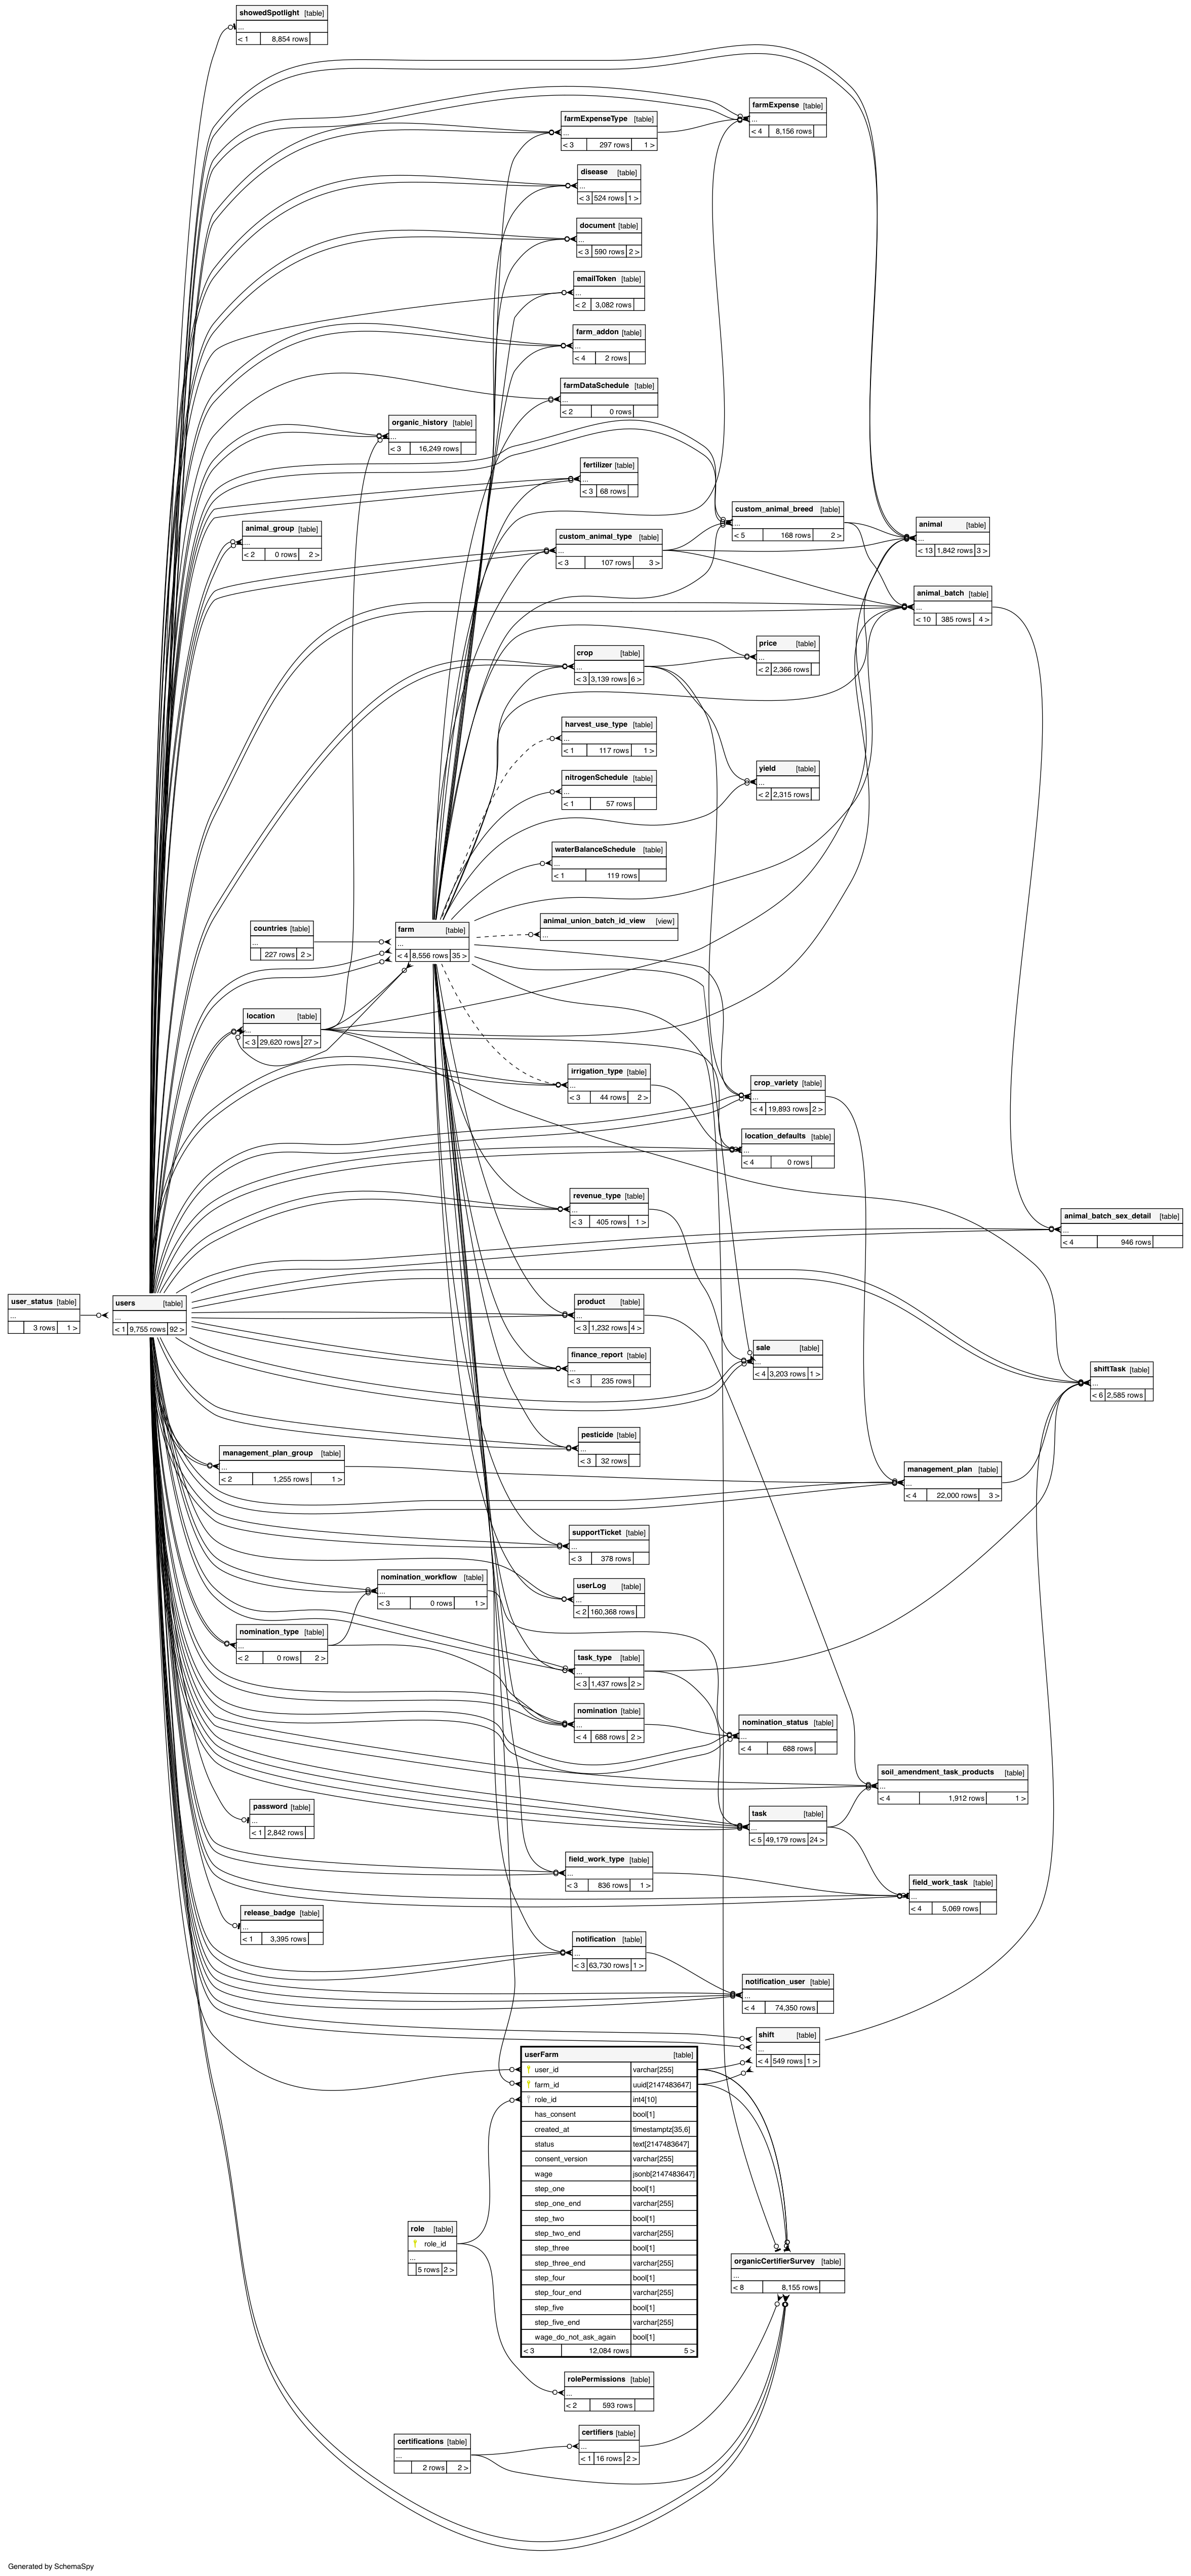 showedSpotlight [table]
...
< 1 8,854 rows
farmExpense [table]
...
< 4 8,156 rows
farmExpenseType [table]
...
< 3 297 rows 1 >
disease [table]
...
< 3 524 rows 1 >
document [table]
...
< 3 590 rows 2 >
emailToken [table]
...
< 2 3,082 rows
farm_addon [table]
...
< 4 2 rows
farmDataSchedule [table]
...
< 2 0 rows
organic_history [table]
...
< 3 16,249 rows
fertilizer [table]
...
< 3 68 rows
custom_animal_breed [table]
...
< 5 168 rows 2 >
animal [table]
...
< 13 1,842 rows 3 >
animal_group [table]
...
< 2 0 rows 2 >
custom_animal_type [table]
...
< 3 107 rows 3 >
animal_batch [table]
...
< 10 385 rows 4 >
price [table]
...
< 2 2,366 rows
crop [table]
...
< 3 3,139 rows 6 >
harvest_use_type [table]
...
< 1 117 rows 1 >
yield [table]
...
< 2 2,315 rows
nitrogenSchedule [table]
...
< 1 57 rows
waterBalanceSchedule [table]
...
< 1 119 rows
animal_union_batch_id_view [view]
...
countries [table]
...
227 rows 2 >
farm [table]
...
< 4 8,556 rows 35 >
location [table]
...
< 3 29,620 rows 27 >
irrigation_type [table]
...
< 3 44 rows 2 >
crop_variety [table]
...
< 4 19,893 rows 2 >
location_defaults [table]
...
< 4 0 rows
revenue_type [table]
...
< 3 405 rows 1 >
animal_batch_sex_detail [table]
...
< 4 946 rows
user_status [table]
...
3 rows 1 >
users [table]
...
< 1 9,755 rows 92 >
product [table]
...
< 3 1,232 rows 4 >
sale [table]
...
< 4 3,203 rows 1 >
finance_report [table]
...
< 3 235 rows
shiftTask [table]
...
< 6 2,585 rows
pesticide [table]
...
< 3 32 rows
management_plan_group [table]
...
< 2 1,255 rows 1 >
management_plan [table]
...
< 4 22,000 rows 3 >
supportTicket [table]
...
< 3 378 rows
nomination_workflow [table]
...
< 3 0 rows 1 >
userLog [table]
...
< 2 160,368 rows
nomination_type [table]
...
< 2 0 rows 2 >
task_type [table]
...
< 3 1,437 rows 2 >
nomination [table]
...
< 4 688 rows 2 >
nomination_status [table]
...
< 4 688 rows
soil_amendment_task_products [table]
...
< 4 1,912 rows 1 >
password [table]
...
< 1 2,842 rows
task [table]
...
< 5 49,179 rows 24 >
field_work_type [table]
...
< 3 836 rows 1 >
field_work_task [table]
...
< 4 5,069 rows
release_badge [table]
...
< 1 3,395 rows
notification [table]
...
< 3 63,730 rows 1 >
notification_user [table]
...
< 4 74,350 rows
shift [table]
...
< 4 549 rows 1 >
userFarm [table]
user_id varchar[255]
farm_id uuid[2147483647]
role_id int4[10]
has_consent bool[1]
created_at timestamptz[35,6]
status text[2147483647]
consent_version varchar[255]
wage jsonb[2147483647]
step_one bool[1]
step_one_end varchar[255]
step_two bool[1]
step_two_end varchar[255]
step_three bool[1]
step_three_end varchar[255]
step_four bool[1]
step_four_end varchar[255]
step_five bool[1]
step_five_end varchar[255]
wage_do_not_ask_again bool[1]
< 3 12,084 rows 5 >
role [table]
role_id
...
5 rows 2 >
organicCertifierSurvey [table]
...
< 8 8,155 rows
rolePermissions [table]
...
< 2 593 rows
certifiers [table]
...
< 1 16 rows 2 >
certifications [table]
...
2 rows 2 >
Generated by SchemaSpy